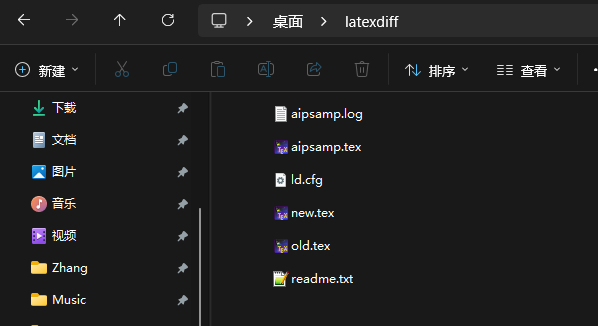 桌面 latexdiff
新建 排序 查看
下载
文档
图片
音乐
视频
Zhang
Music
aipsamp.log
aipsamp.tex
ld.cfg
new.tex
old.tex
readme.txt